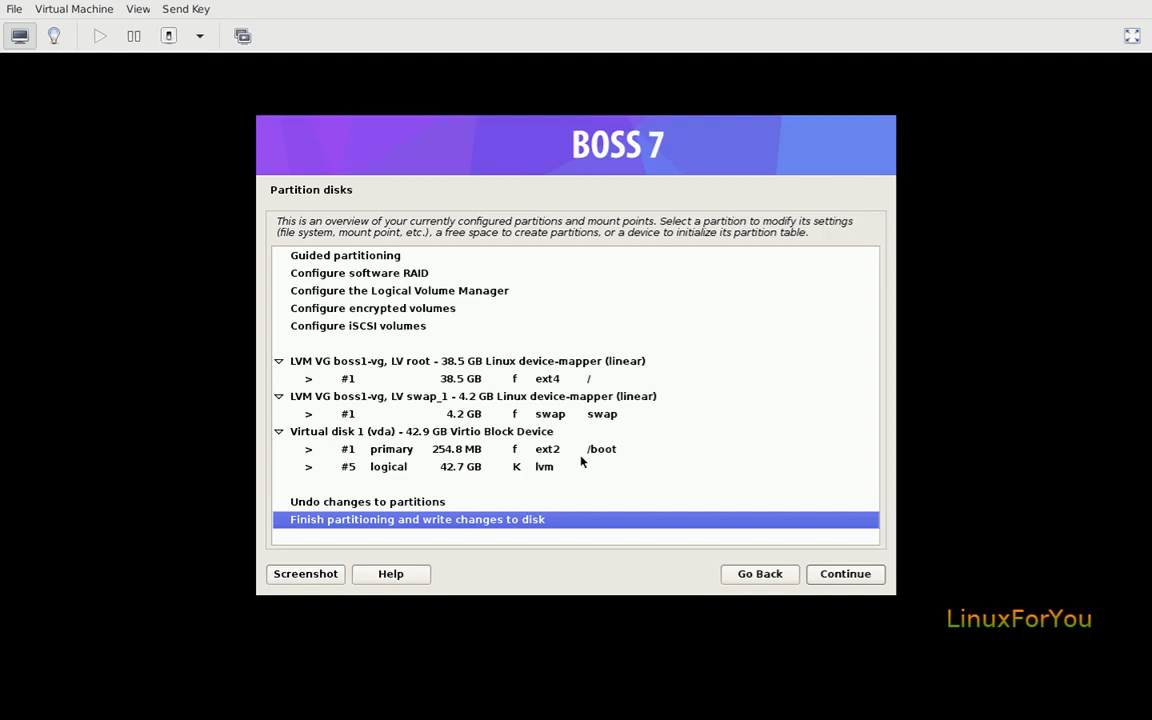 File Virtual Machine View Send Key
BOSS 7
Partition disks
This is an overview of your currently configured partitions and mount points. Select a partition to modify its settings
(file system, mount point, etc.), a free space to create partitions, or a device to initialize its partition table.
Guided partitioning
Configure software RAID
Configure the Logical Volume Manager
Configure encrypted volumes
Configure iSCSI volumes
LVM VG boss1-vg, LV root - 38.5 GB Linux device-mapper (linear)
> #1 38.5 GB f ext4 /
LVM VG boss1-vg, LV swap_1 - 4.2 GB Linux device-mapper (linear)
> #1 4.2 GB f swap swap
Virtual disk 1 (vda) - 42.9 GB Virtio Block Device
> #1 primary 254.8 MB f ext2 /boot
> #5 logical 42.7 GB K lvm
Undo changes to partitions
Finish partitioning and write changes to disk
Screenshot Help Go Back Continue
LinuxForYou